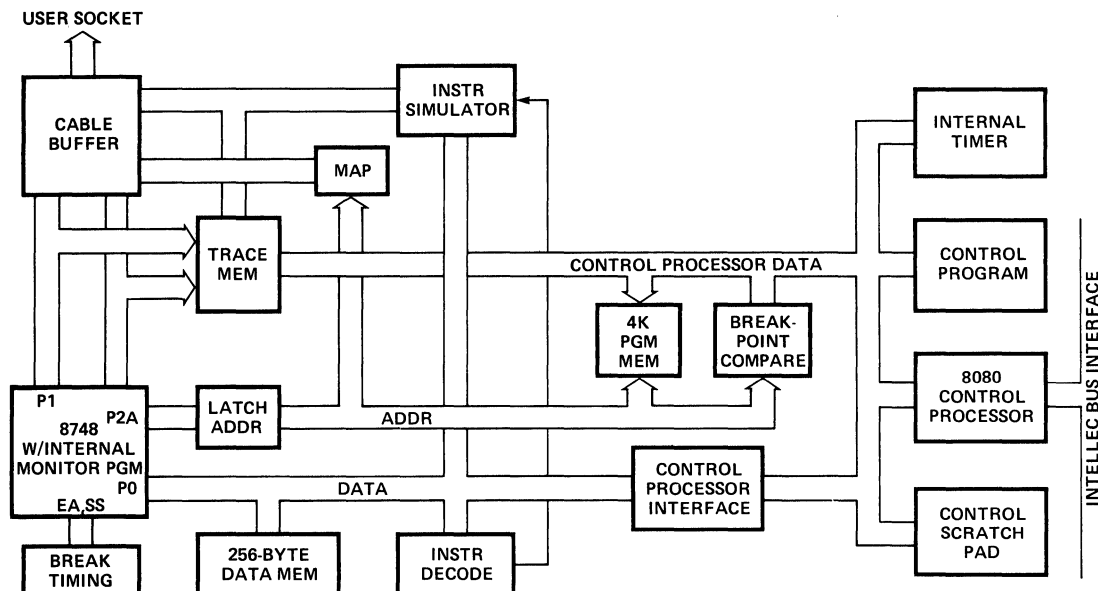 USER SOCKET
CABLE
BUFFER
INSTR
SIMULATOR
MAP
TRACE
MEM
INTERNAL
TIMER
CONTROL PROCESSOR DATA
CONTROL
PROGRAM
4K
PGM
MEM
BREAK-
POINT
COMPARE
8080
CONTROL
PROCESSOR
INTELLEC BUS INTERFACE
P1
P2A
8748
W/INTERNAL
MONITOR PGM
P0
EA,SS
LATCH
ADDR
ADDR
DATA
CONTROL
PROCESSOR
INTERFACE
CONTROL
SCRATCH
PAD
BREAK
TIMING
256-BYTE
DATA MEM
INSTR
DECODE